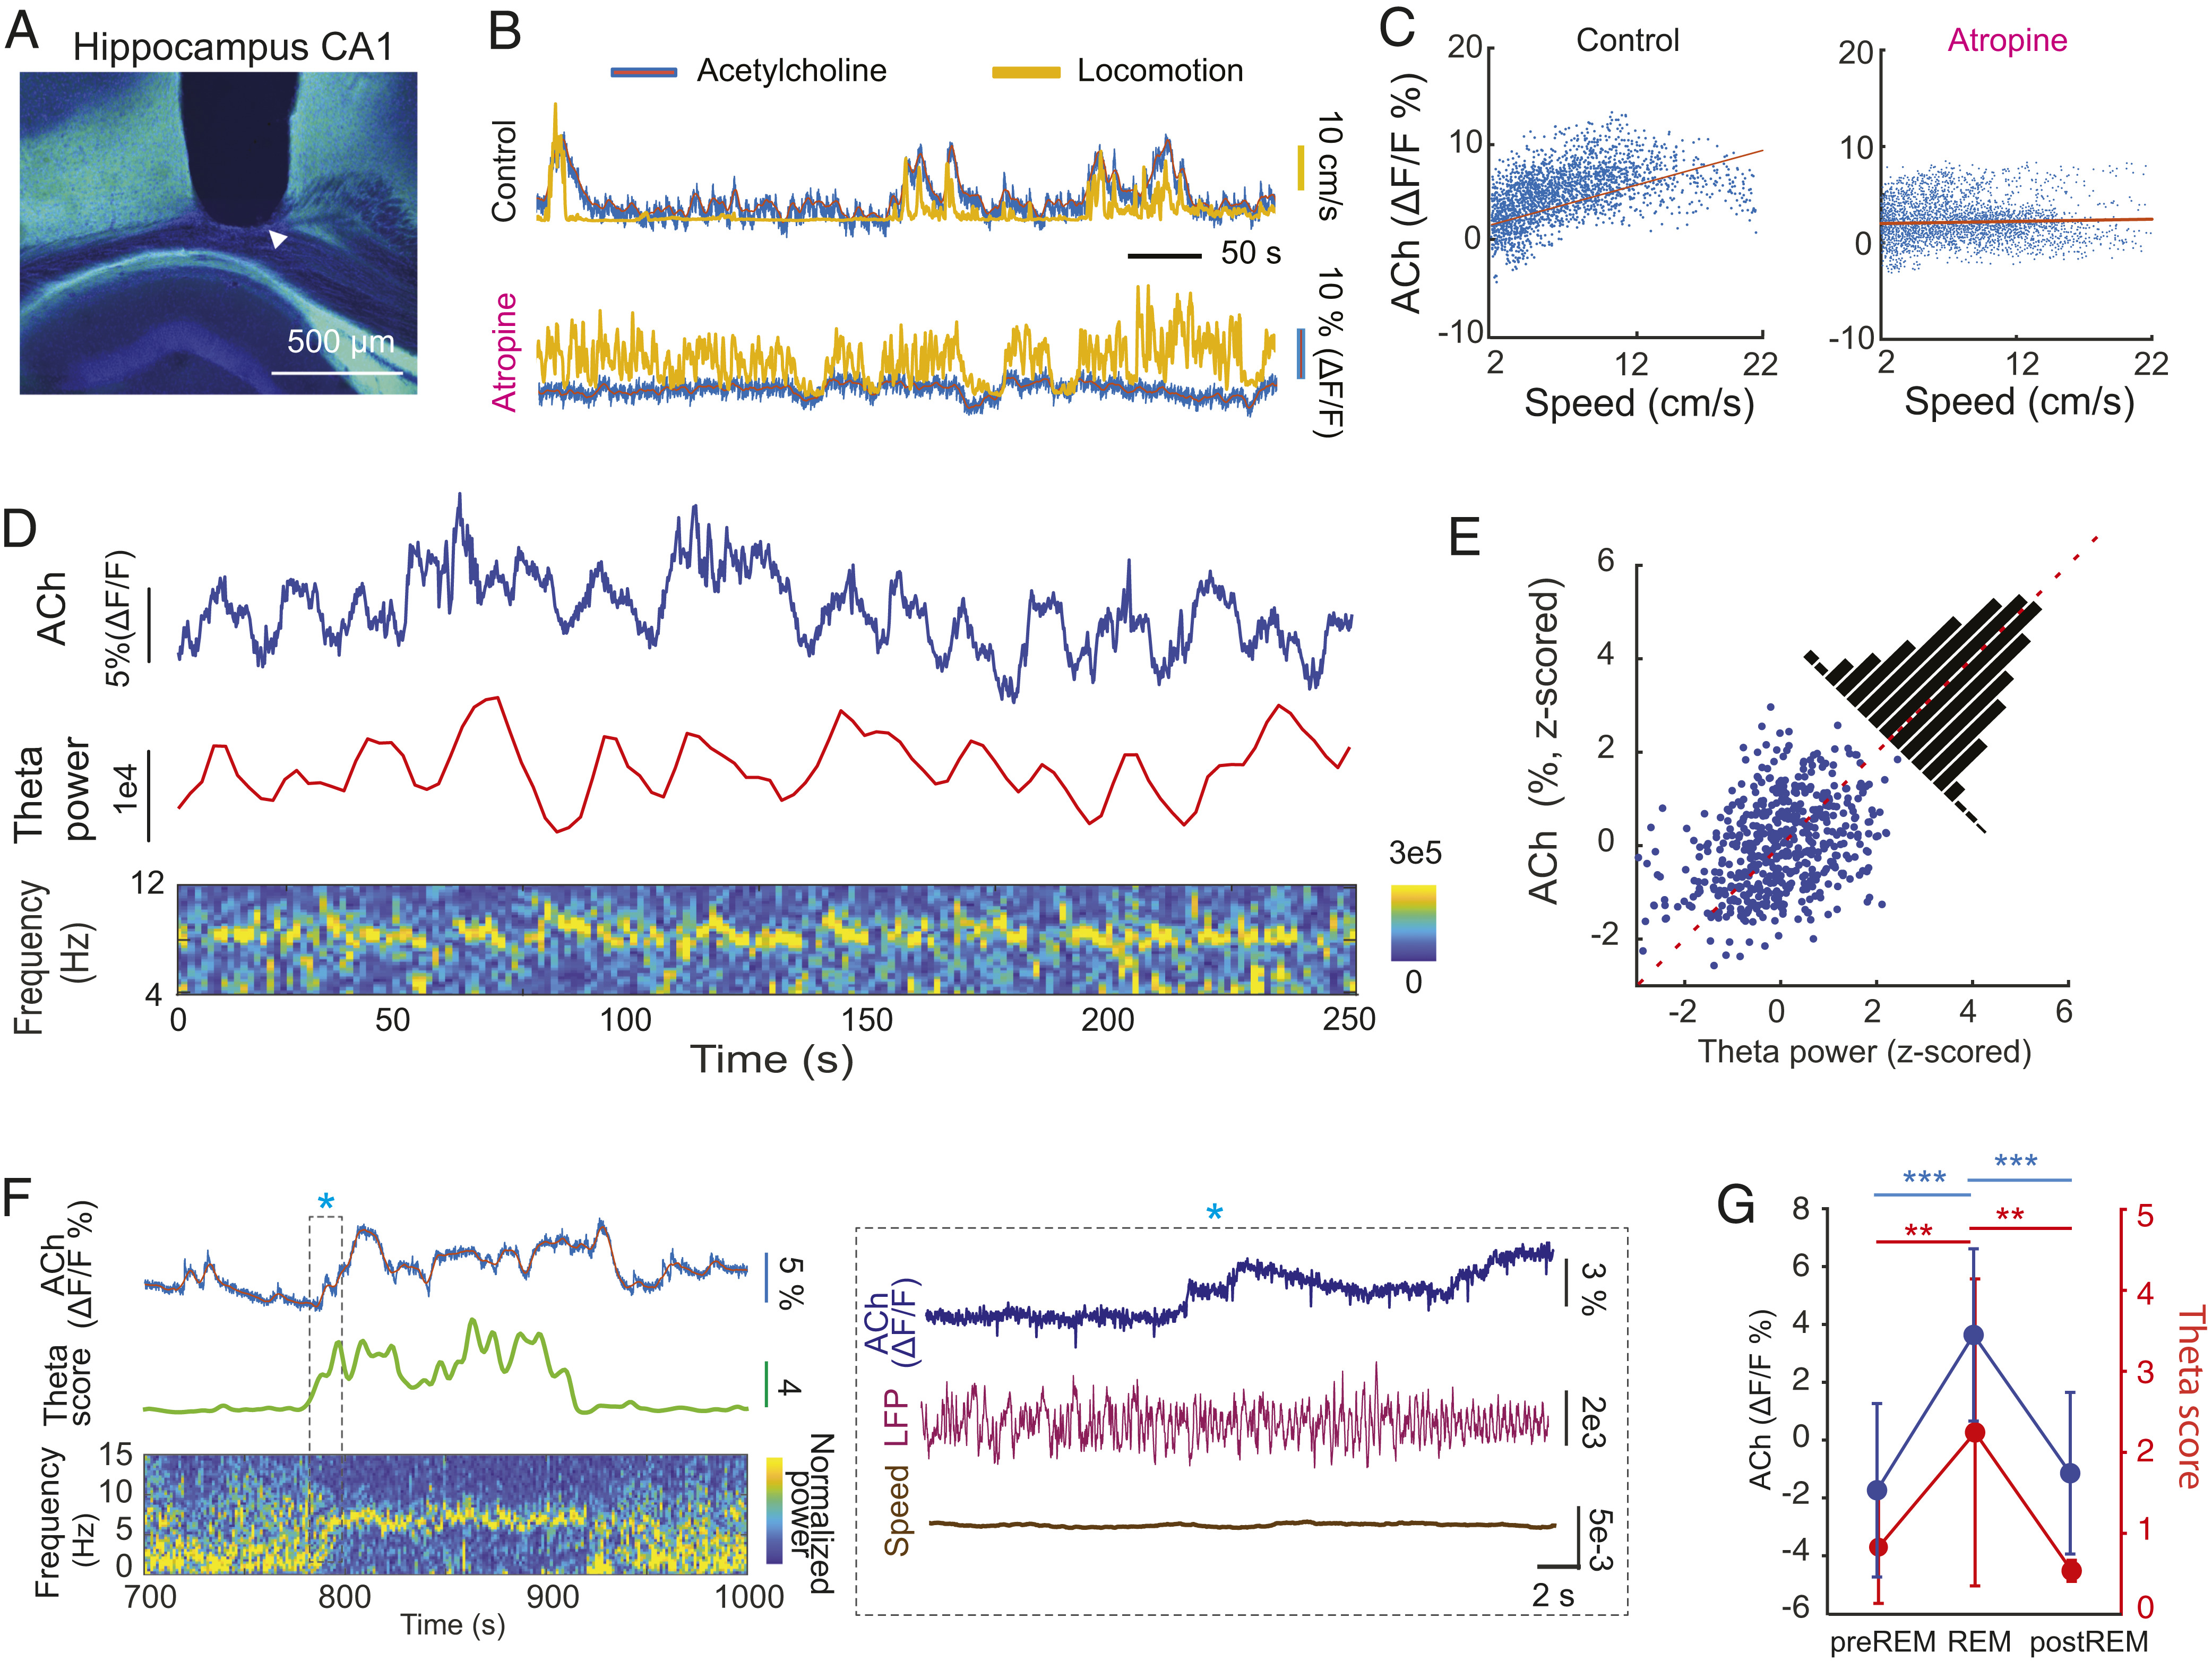 A
Hippocampus CA1
500 µm
B
Acetylcholine
Locomotion
Control
10 cm/s
50 s
Atropine
10 % (ΔF/F)
C
Control
ACh (ΔF/F %)
20
10
0
-10
2
12
22
Speed (cm/s)
Atropine
20
10
0
-10
2
12
22
Speed (cm/s)
D
ACh
5%(ΔF/F)
Theta
power
1e4
Frequency
(Hz)
12
4
3e5
0
0
50
100
150
200
250
Time (s)
E
ACh (%, z-scored)
6
4
2
0
-2
-2
0
2
4
6
Theta power (z-scored)
F
*
ACh
(ΔF/F %)
5 %
Theta
score
4
Frequency
(Hz)
15
10
5
0
Normalized
power
700
800
900
1000
Time (s)
*
ACh
(ΔF/F)
3 %
LFP
2e3
Speed
5e-3
2 s
G
***
***
**
**
ACh (ΔF/F %)
8
6
4
2
0
-2
-4
-6
5
4
3
2
1
0
Theta score
preREM
REM
postREM